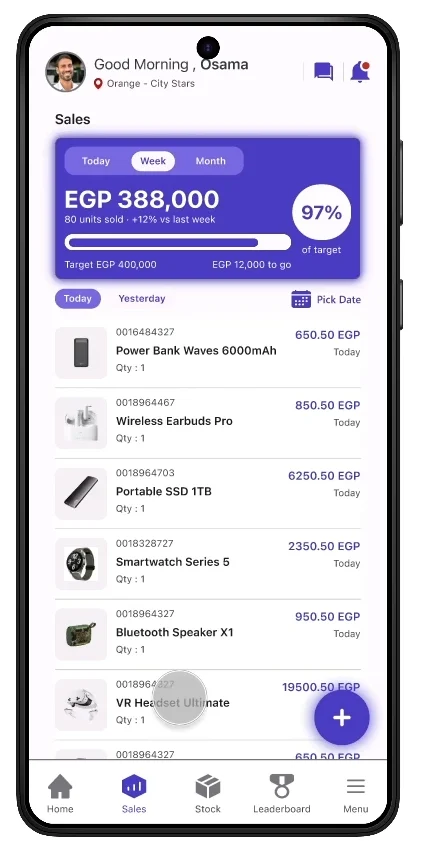 Good Morning , Osama
Orange - City Stars
Sales
Today Week Month
EGP 388,000
80 units sold · +12% vs last week
97%
of target
Target EGP 400,000 EGP 12,000 to go
Today Yesterday Pick Date
0016484327
650.50 EGP
Power Bank Waves 6000mAh
Today
Qty : 1
0018964467
850.50 EGP
Wireless Earbuds Pro
Today
Qty : 1
0018964703
6250.50 EGP
Portable SSD 1TB
Today
Qty : 1
0018328727
2350.50 EGP
Smartwatch Series 5
Today
Qty : 1
0018964327
950.50 EGP
Bluetooth Speaker X1
Today
Qty : 1
0018964327
19500.50 EGP
VR Headset Ultimate
Qty : 1
0018964327
650.50 EGP
Home Sales Stock Leaderboard Menu